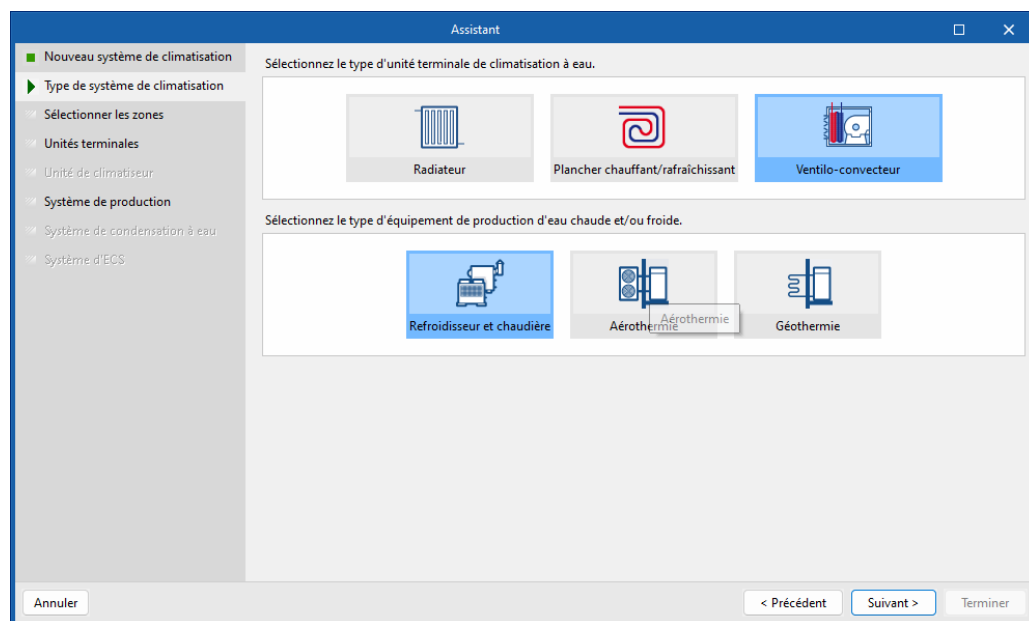 Assistant
Nouveau système de climatisation
Type de système de climatisation
Sélectionner les zones
Unités terminales
Unité de climatiseur
Système de production
Système de condensation à eau
Système d'ECS
Sélectionnez le type d'unité terminale de climatisation à eau.
Radiateur
Plancher chauffant/rafraîchissant
Ventilo-convecteur
Sélectionnez le type d'équipement de production d'eau chaude et/ou froide.
Refroidisseur et chaudière
Aérothermie
Aérothermie
Géothermie
Annuler
< Précédent
Suivant >
Terminer